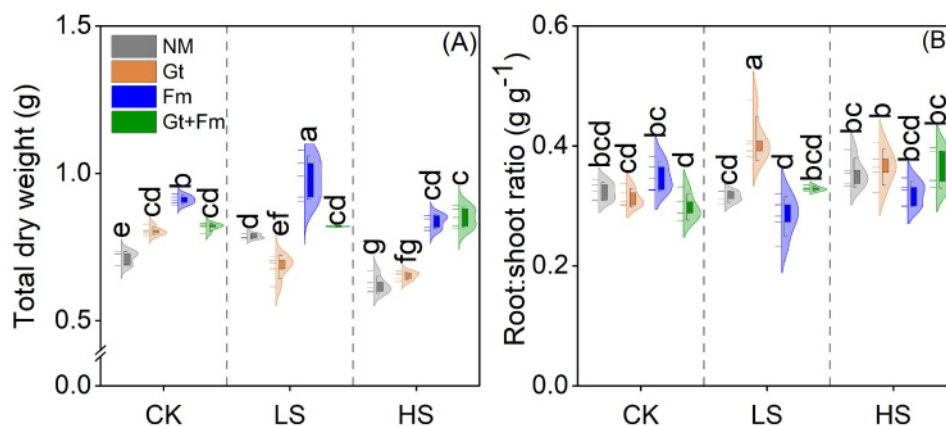 Total dry weight (g)
1.5
1.0
0.5
0.0
(A)
NM
Gt
Fm
Gt+Fm
e
cd
b
cd
d
ef
a
cd
g
fg
cd
c
CK
LS
HS
Root:shoot ratio (g g⁻¹)
0.6
0.4
0.2
0.0
(B
bcd
cd
bc
d
cd
a
d
bcd
bc
b
bcd
bc
CK
LS
HS